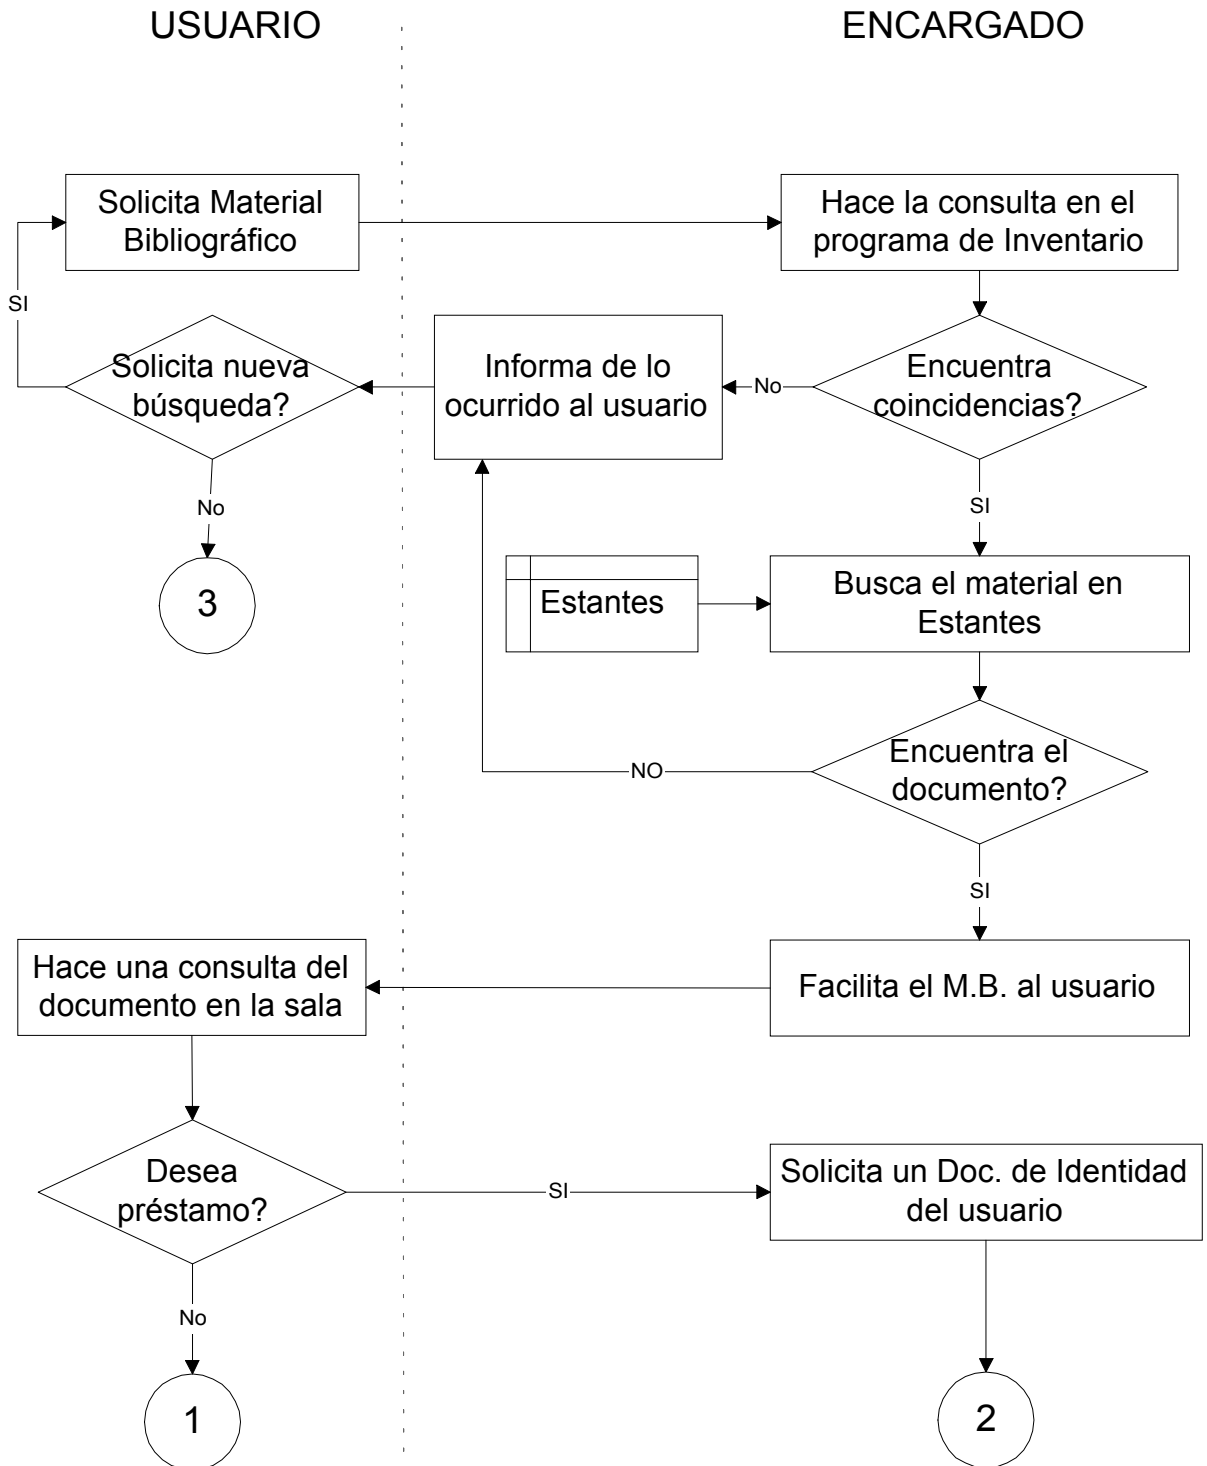 USUARIO
ENCARGADO
Solicita Material
Bibliográfico
Hace la consulta en el
programa de Inventario
SI
Solicita nueva
búsqueda?
Informa de lo
ocurrido al usuario
No
Encuentra
coincidencias?
No
SI
3
Estantes
Busca el material en
Estantes
NO
Encuentra el
documento?
SI
Hace una consulta del
documento en la sala
Facilita el M.B. al usuario
Desea
préstamo?
SI
Solicita un Doc. de Identidad
del usuario
No
1
2